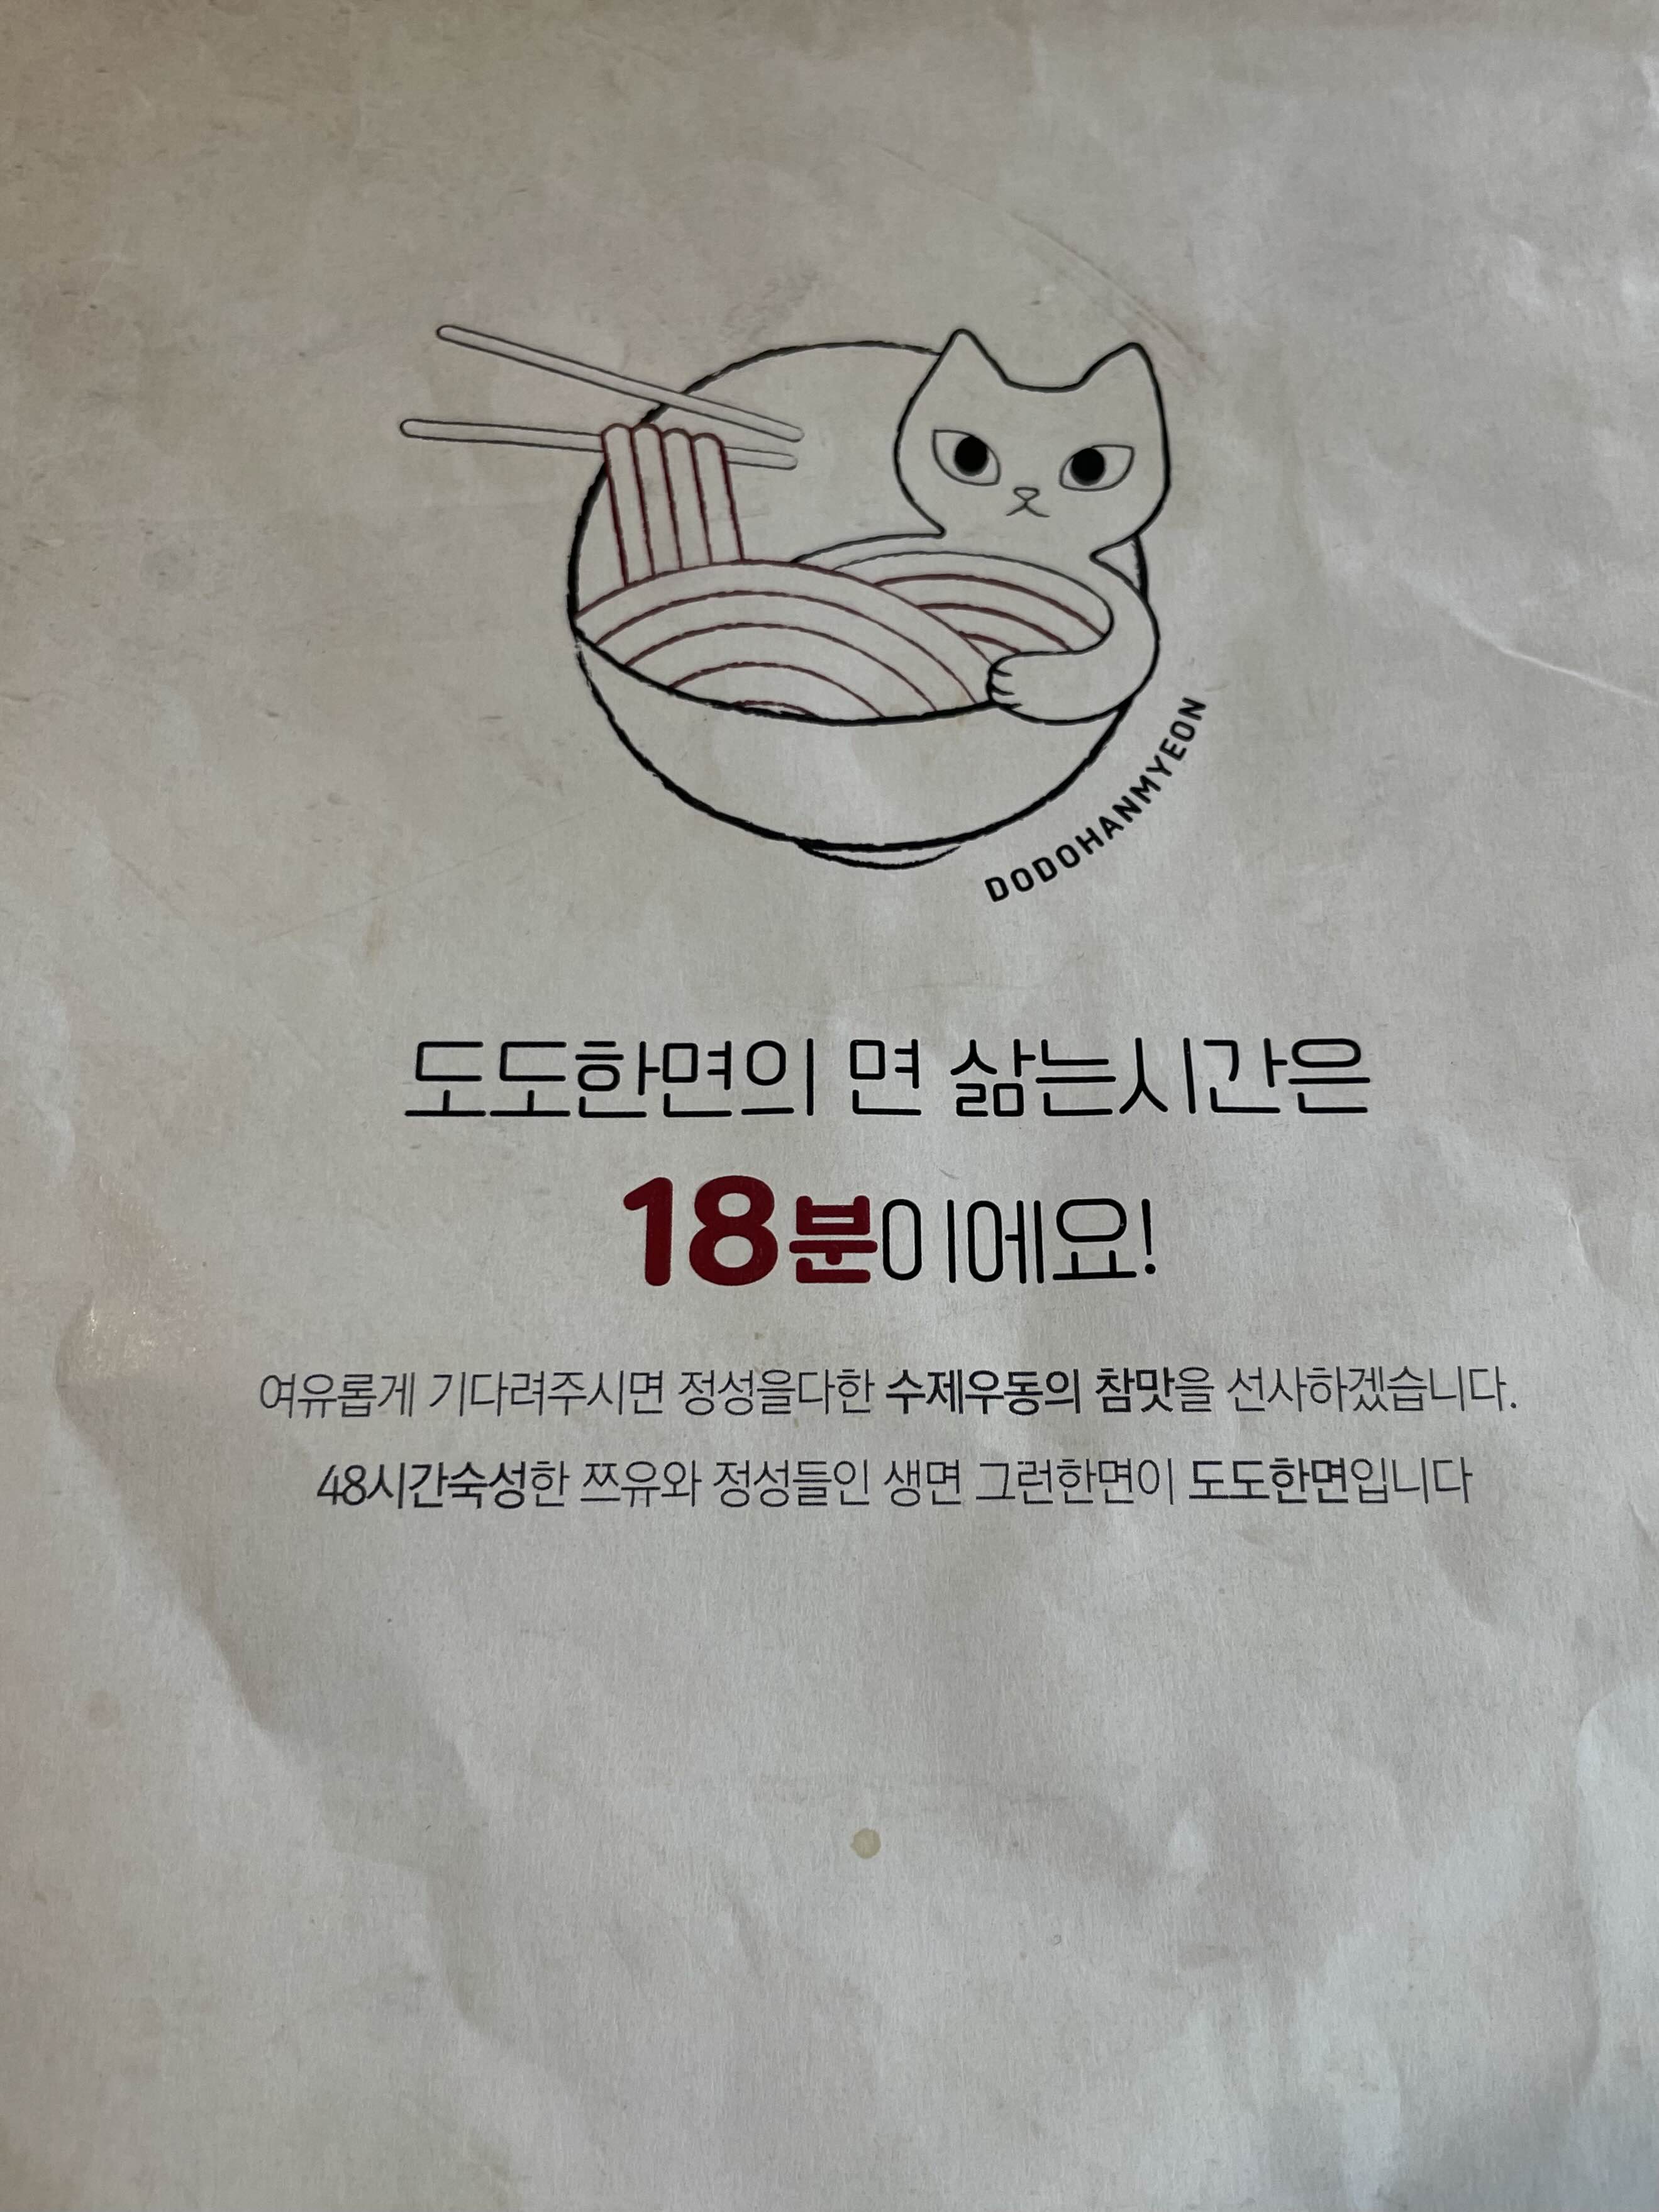 DODOHANMYEON
도도한면의 면 삶는시간은
18분이에요!
여유롭게 기다려주시면 정성을다한 수제우동의 참맛을 선사하겠습니다.
48시간숙성한 쯔유와 정성들인 생면 그런한면이 도도한면입니다